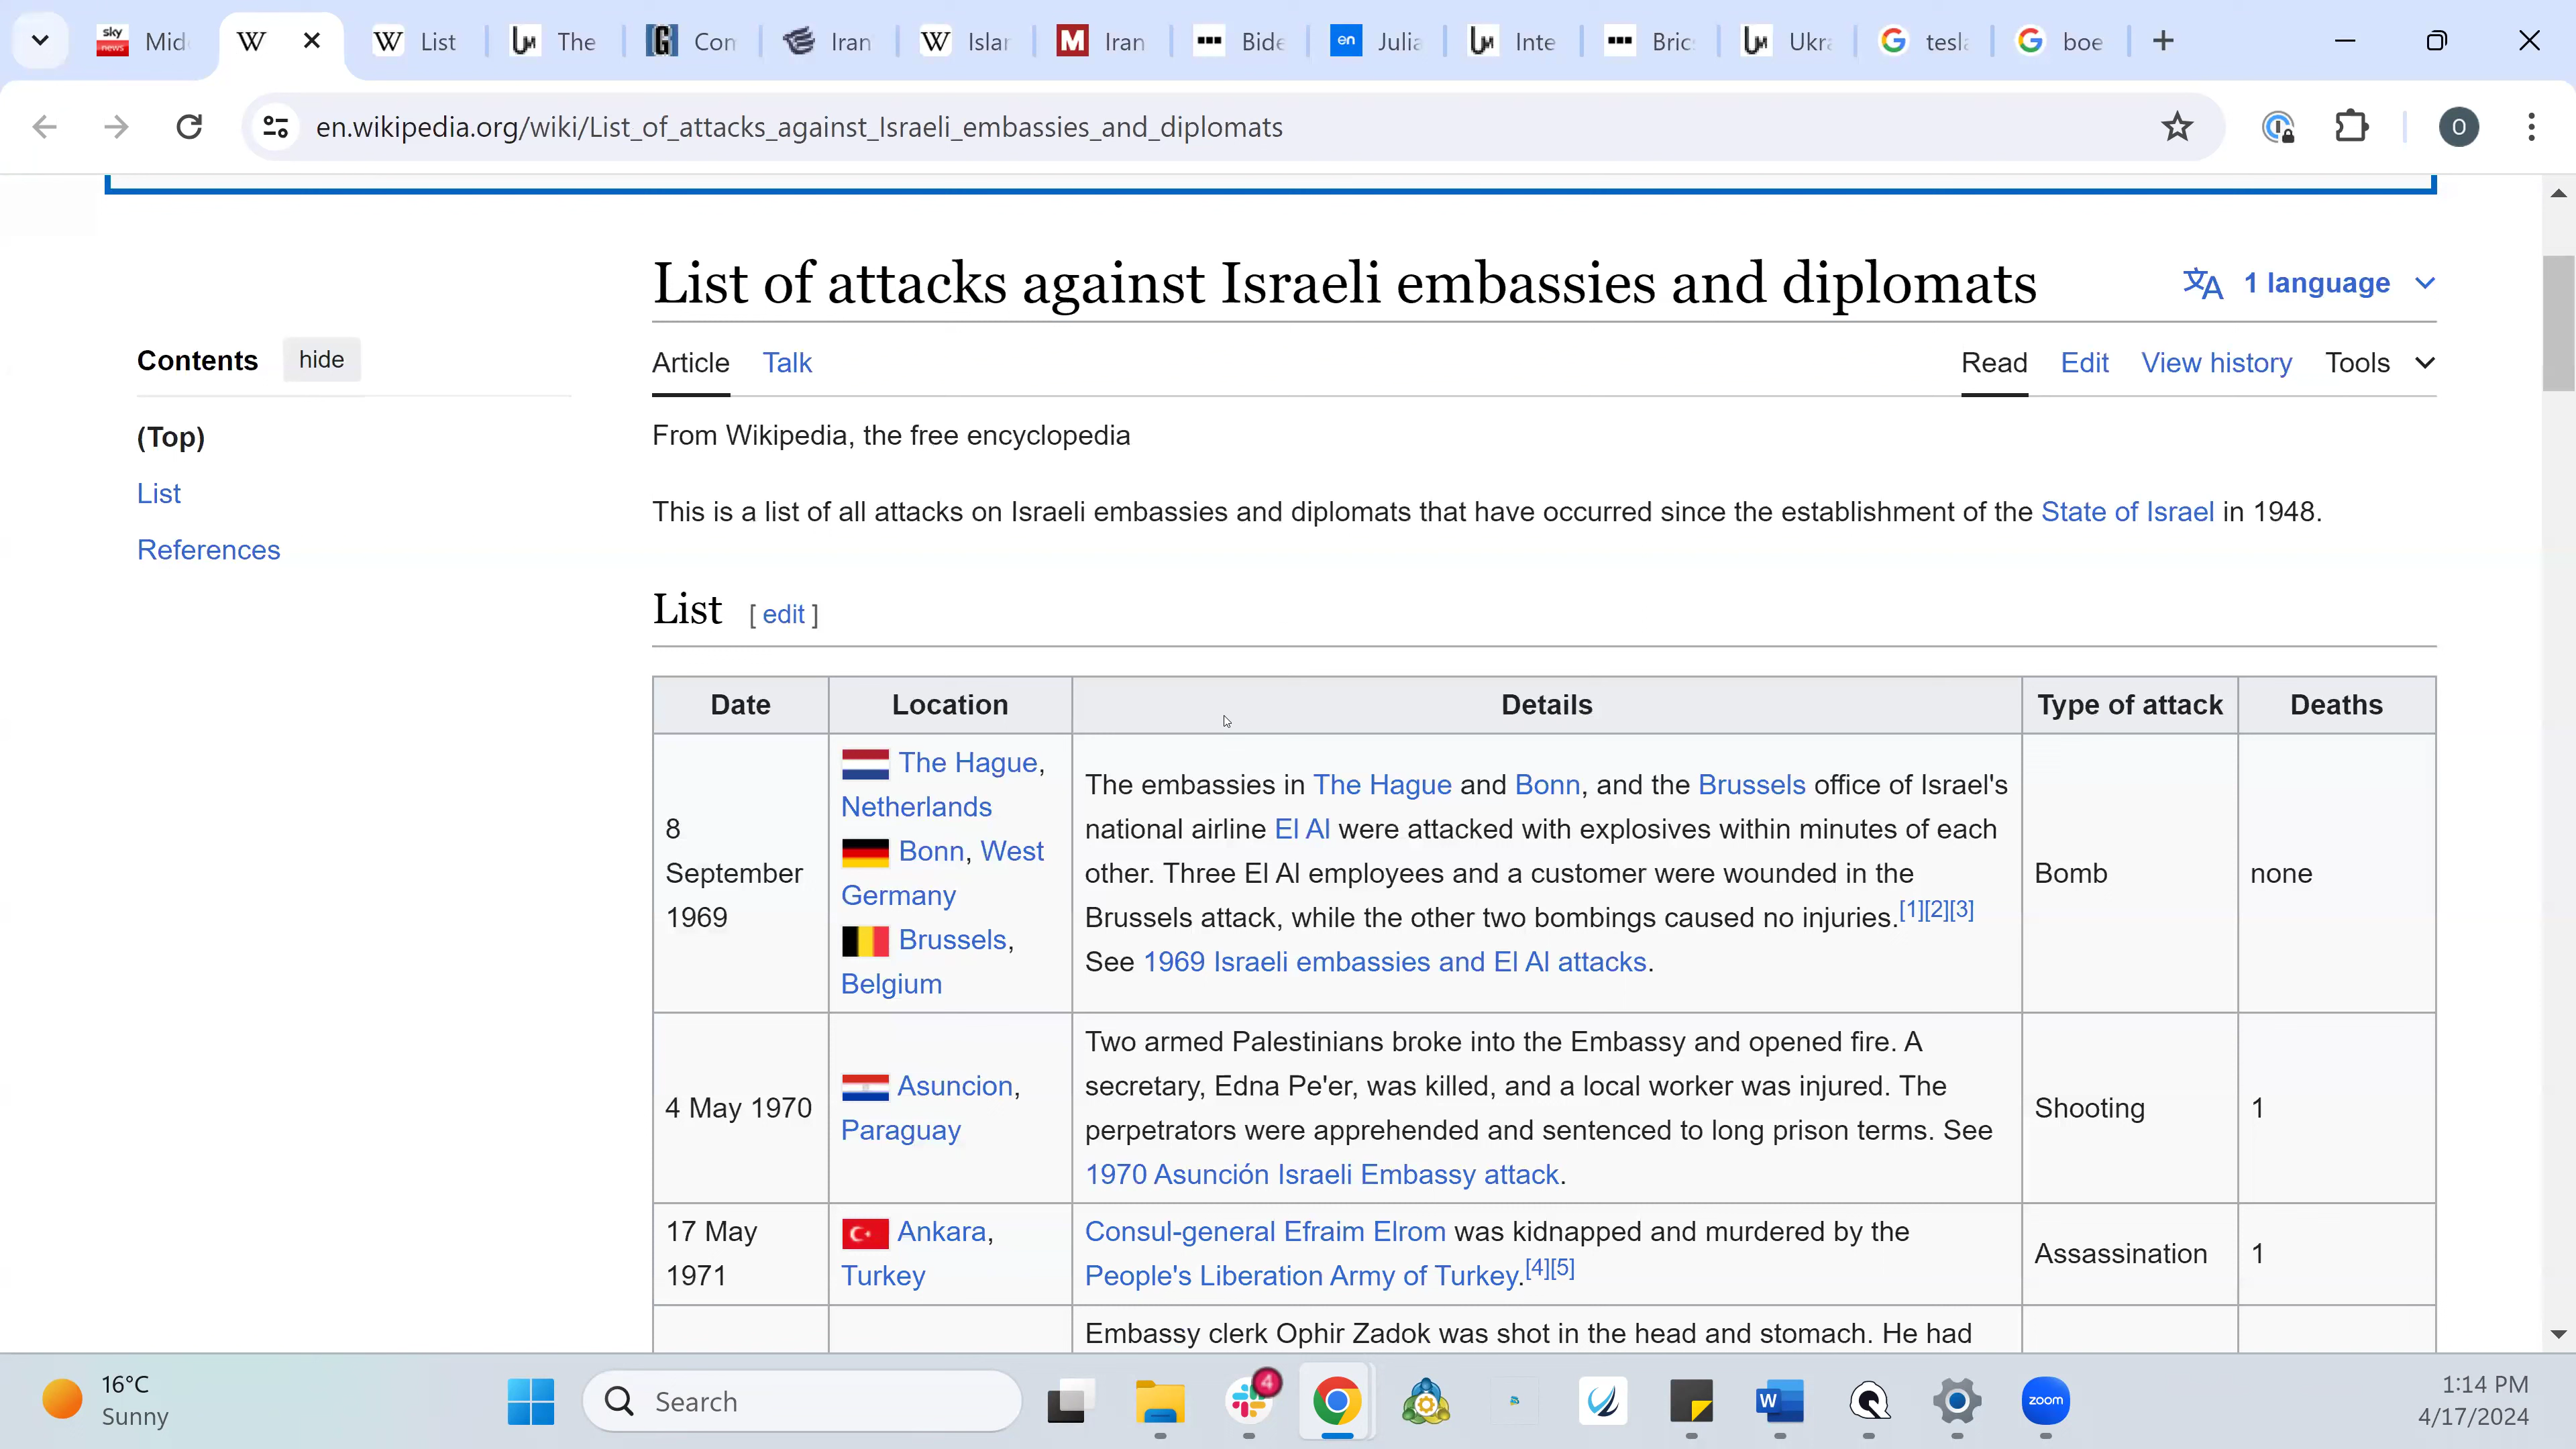 sky news Mid
W
W List
The
G Con
Iran
W Islar
M Iran
Bide
en Julia
Inte
Bric
Ukra
G tesla
G boe
en.wikipedia.org/wiki/List_of_attacks_against_Israeli_embassies_and_diplomats
O
List of attacks against Israeli embassies and diplomats
1 language
Contents hide
(Top)
List
References
Article Talk
Read Edit View history Tools
From Wikipedia, the free encyclopedia
This is a list of all attacks on Israeli embassies and diplomats that have occurred since the establishment of the State of Israel in 1948.
List [ edit ]
Date Location Details Type of attack Deaths
8
September
1969
The Hague,
Netherlands
Bonn, West
Germany
Brussels,
Belgium
The embassies in The Hague and Bonn, and the Brussels office of Israel's
national airline El Al were attacked with explosives within minutes of each
other. Three El Al employees and a customer were wounded in the
Brussels attack, while the other two bombings caused no injuries.[1][2][3]
See 1969 Israeli embassies and El Al attacks.
Bomb
none
4 May 1970
Asuncion,
Paraguay
Two armed Palestinians broke into the Embassy and opened fire. A
secretary, Edna Pe'er, was killed, and a local worker was injured. The
perpetrators were apprehended and sentenced to long prison terms. See
1970 Asunción Israeli Embassy attack.
Shooting
1
17 May
1971
Ankara,
Turkey
Consul-general Efraim Elrom was kidnapped and murdered by the
People's Liberation Army of Turkey.[4][5]
Assassination
1
Embassy clerk Ophir Zadok was shot in the head and stomach. He had
16°C
Sunny
Search
4
W
zoom
1:14 PM
4/17/2024